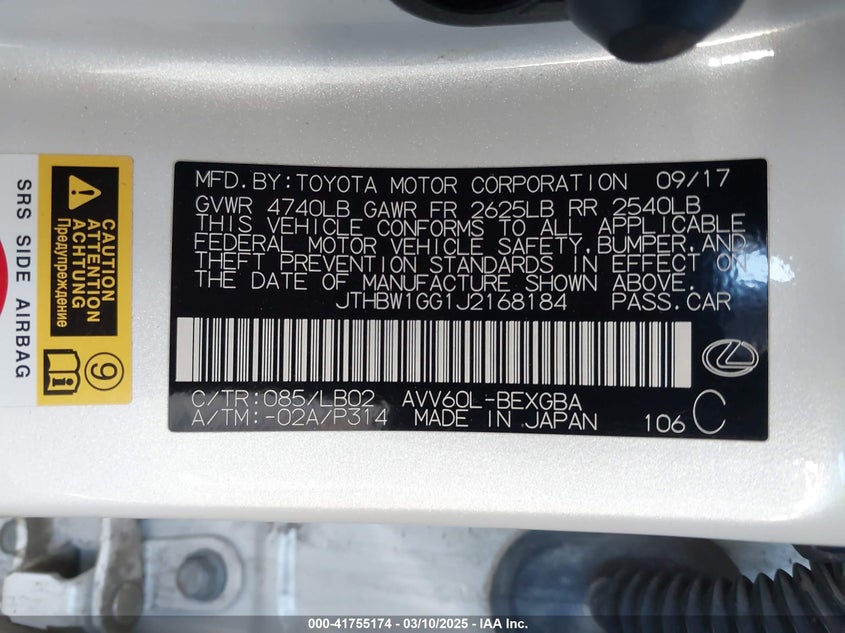 MFD.BY:TOYOTA MOTOR CORPORATION 09/17
GVWR 4740LB GAWR FR 2625LB RR 2540LB
THIS VEHICLE CONFORMS TO ALL APPLICABLE
FEDERAL MOTOR VEHICLE SAFETY,BUMPER,AND
THEFT PREVENTION STANDARDS IN EFFECT ON
THE DATE OF MANUFACTURE SHOWN ABOVE.
JTHBW1GG1J2168184 PASS.CAR
C/TR:085/LB02 AVV60L-BEXGBA
A/TM:-02A/P314 MADE IN JAPAN 106 C
CAUTION
ATTENTION
ACHTUNG
Предупреждение
SRS SIDE AIRBAG
9
000-41755174 - 03/10/2025 - IAA Inc.